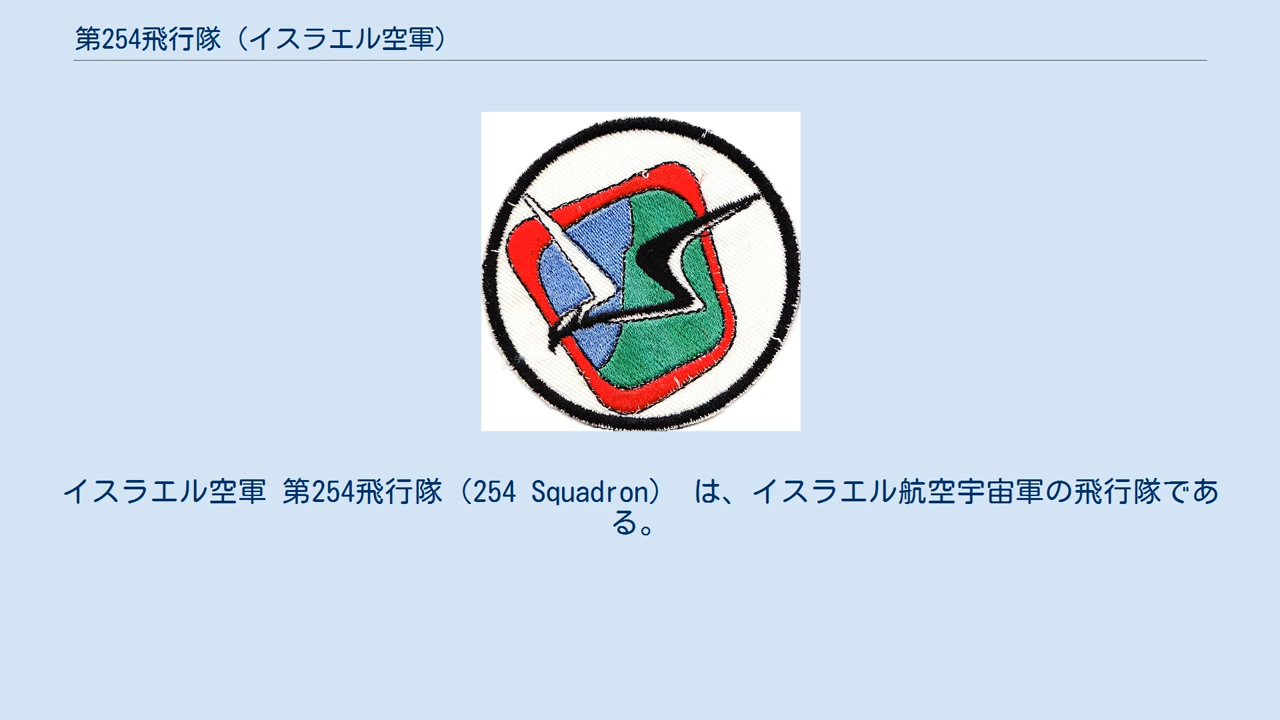 第254飛行隊（イスラエル空軍）
イスラエル空軍 第254飛行隊（254 Squadron） は、イスラエル航空宇宙軍の飛行隊であ
る。